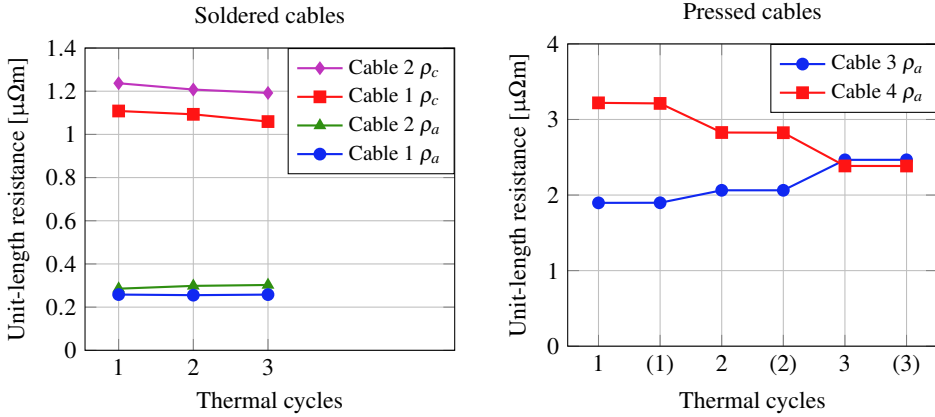 Soldered cables
Unit-length resistance [μΩm]
1.4
1.2
1
0.8
0.6
0.4
0.2
0
Cable 2 ρc
Cable 1 ρc
Cable 2 ρa
Cable 1 ρa
1 2 3
Thermal cycles
Pressed cables
Unit-length resistance [μΩm]
4
3
2
1
0
Cable 3 ρa
Cable 4 ρa
1 (1) 2 (2) 3 (3)
Thermal cycles